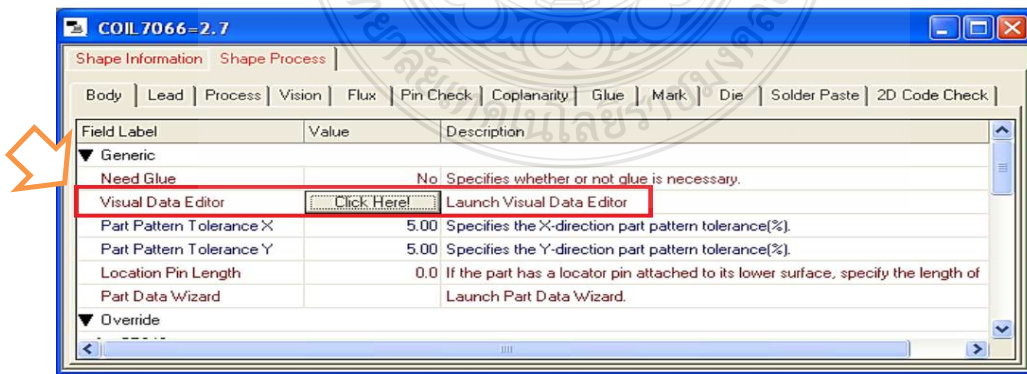 COIL7066=2.7
Shape Information Shape Process
Body Lead Process Vision Flux Pin Check Coplanarity Glue Mark Die Solder Paste 2D Code Check
Field Label Value Description
▼ Generic
Need Glue No Specifies whether or not glue is necessary.
Visual Data Editor Click Here! Launch Visual Data Editor
Part Pattern Tolerance X 5.00 Specifies the X-direction part pattern tolerance(%).
Part Pattern Tolerance Y 5.00 Specifies the Y-direction part pattern tolerance(%).
Location Pin Length 0.0 If the part has a locator pin attached to its lower surface, specify the length of
Part Data Wizard Launch Part Data Wizard.
▼ Override